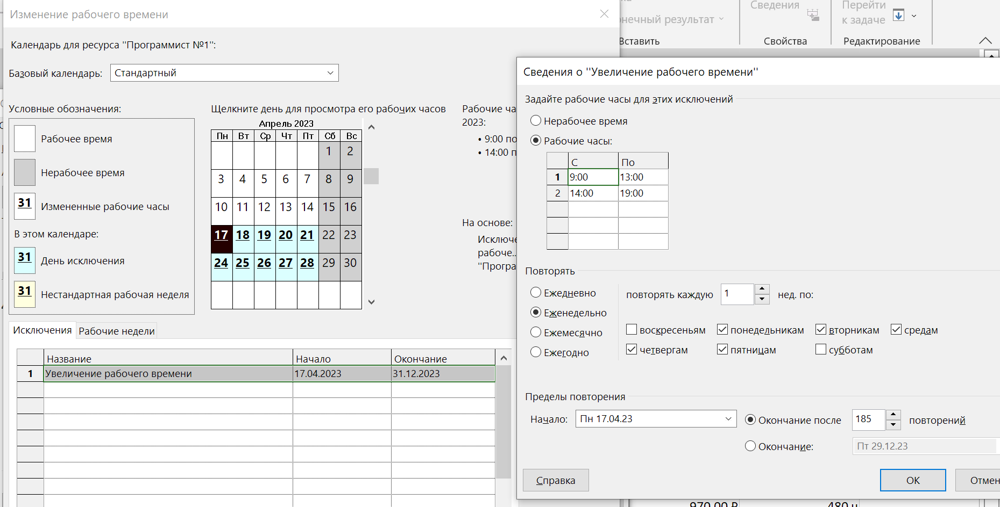 Изменение рабочего времени
Календарь для ресурса "Программист №1":
Базовый календарь: Стандартный
Условные обозначения:
Рабочее время
Нерабочее время
31 Измененные рабочие часы
В этом календаре:
31 День исключения
31 Нестандартная рабочая неделя
Щелкните день для просмотра его рабочих часов
Апрель 2023
Пн Вт Ср Чт Пт Сб Вс
1 2
3 4 5 6 7 8 9
10 11 12 13 14 15 16
17 18 19 20 21 22 23
24 25 26 27 28 29 30
Рабочие ча
2023:
• 9:00 по
• 14:00 п
На основе:
Исключе
рабоче..
"Програ
Исключения Рабочие недели
Название Начало Окончание
1 Увеличение рабочего времени 17.04.2023 31.12.2023
нечный результат
Вставить
Сведения
Свойства
Перейти
к задаче
Редактирование
Сведения о "Увеличение рабочего времени"
Задайте рабочие часы для этих исключений
Нерабочее время
Рабочие часы:
С По
1 9:00 13:00
2 14:00 19:00
Повторять
Ежедневно
Еженедельно
Ежемесячно
Ежегодно
повторять каждую 1 нед. по:
воскресеньям понедельникам вторникам средам
четвергам пятницам субботам
Пределы повторения
Начало: Пн 17.04.23
Окончание после 185 повторений
Окончание: Пт 29.12.23
Справка ОК Отмен
970,00 ₽ 480 ч